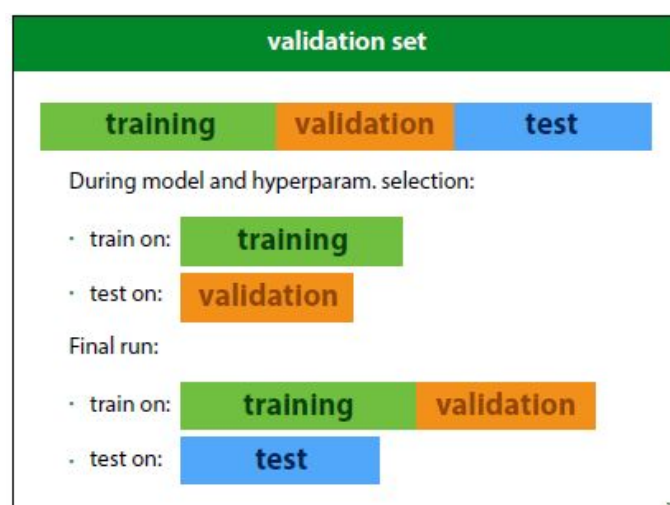 validation set
training validation test
During model and hyperparam. selection:
· train on: training
· test on: validation
Final run:
· train on: training validation
· test on: test